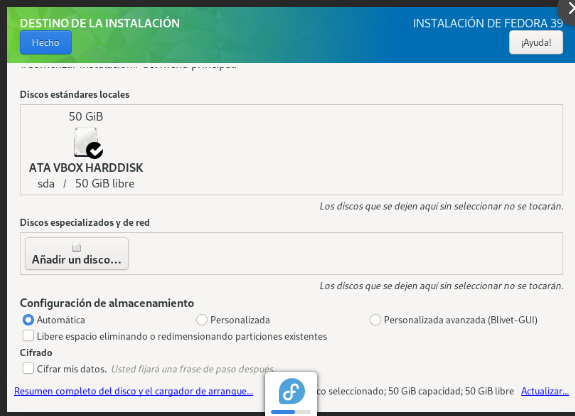 DESTINO DE LA INSTALACIÓN
INSTALACIÓN DE FEDORA 39
Hecho
¡Ayuda!
Discos estándares locales
50 GiB
ATA VBOX HARDDISK
sda / 50 GiB libre
Los discos que se dejen aquí sin seleccionar no se tocarán.
Discos especializados y de red
Añadir un disco...
Los discos que se dejen aquí sin seleccionar no se tocarán.
Configuración de almacenamiento
Automática
Personalizada
Personalizada avanzada (Blivet-GUI)
Libere espacio eliminando o redimensionando particiones existentes
Cifrado
Cifrar mis datos. Usted fijará una frase de paso después.
Resumen completo del disco y el cargador de arranque...
seleccionado; 50 GiB capacidad; 50 GiB libre
Actualizar...